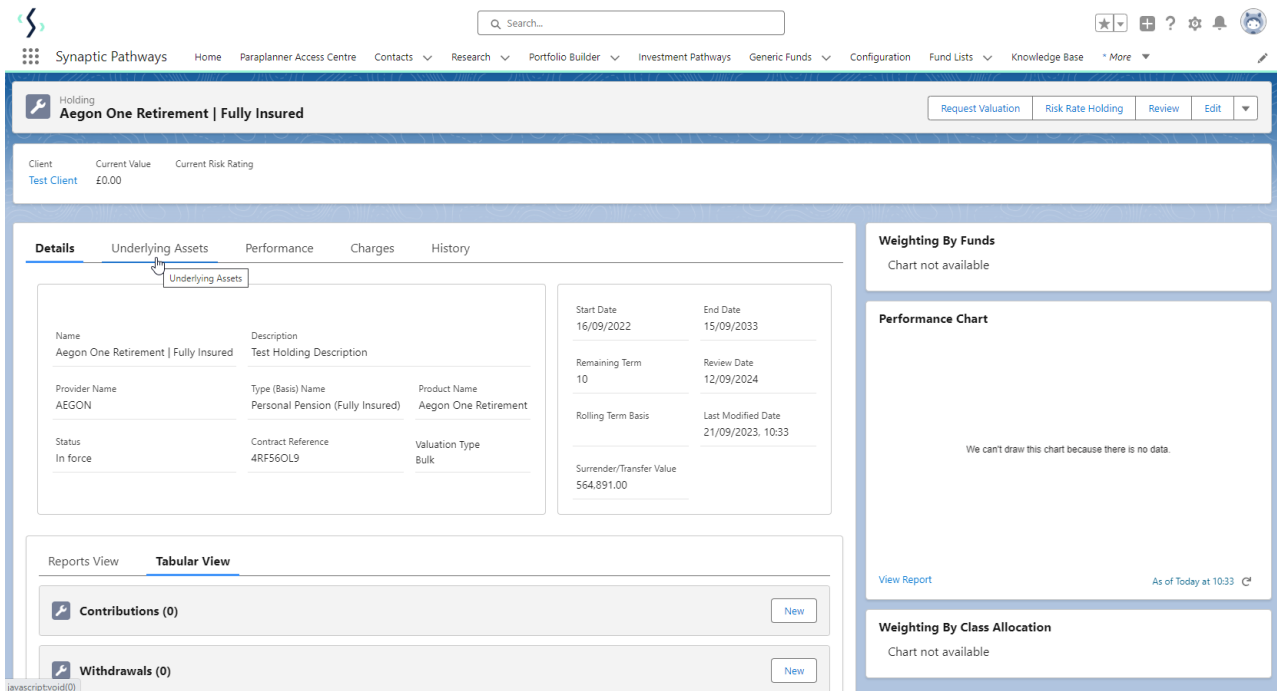 Search...
Synaptic Pathways
Home
Paraplanner Access Centre
Contacts
Research
Portfolio Builder
Investment Pathways
Generic Funds
Configuration
Fund Lists
Knowledge Base
* More
Holding
Aegon One Retirement | Fully Insured
Request Valuation
Risk Rate Holding
Review
Edit
Client
Current Value
Current Risk Rating
Test Client
£0.00
Details
Underlying Assets
Performance
Charges
History
Underlying Assets
Name
Description
Aegon One Retirement | Fully Insured
Test Holding Description
Provider Name
Type (Basis) Name
Product Name
AEGON
Personal Pension (Fully Insured)
Aegon One Retirement
Status
Contract Reference
Valuation Type
In force
4RF56OL9
Bulk
Start Date
End Date
16/09/2022
15/09/2033
Remaining Term
Review Date
10
12/09/2024
Rolling Term Basis
Last Modified Date
21/09/2023, 10:33
Surrender/Transfer Value
564,891.00
Reports View
Tabular View
Contributions (0)
New
Withdrawals (0)
New
javascript:void(0)
Weighting By Funds
Chart not available
Performance Chart
We can't draw this chart because there is no data.
View Report
As of Today at 10:33
Weighting By Class Allocation
Chart not available